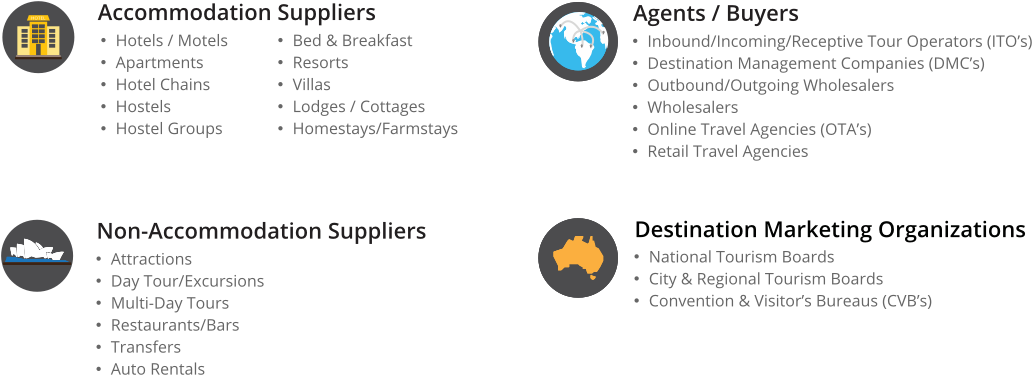 Accommodation Suppliers
• Hotels / Motels
• Apartments
• Hotel Chains
• Hostels
• Hostel Groups
• Bed & Breakfast
• Resorts
• Villas
• Lodges / Cottages
• Homestays/Farmstays
Agents / Buyers
• Inbound/Incoming/Receptive Tour Operators (ITO’s)
• Destination Management Companies (DMC’s)
• Outbound/Outgoing Wholesalers
• Wholesalers
• Online Travel Agencies (OTA’s)
• Retail Travel Agencies
Non-Accommodation Suppliers
• Attractions
• Day Tour/Excursions
• Multi-Day Tours
• Restaurants/Bars
• Transfers
• Auto Rentals
Destination Marketing Organizations
• National Tourism Boards
• City & Regional Tourism Boards
• Convention & Visitor’s Bureaus (CVB’s)